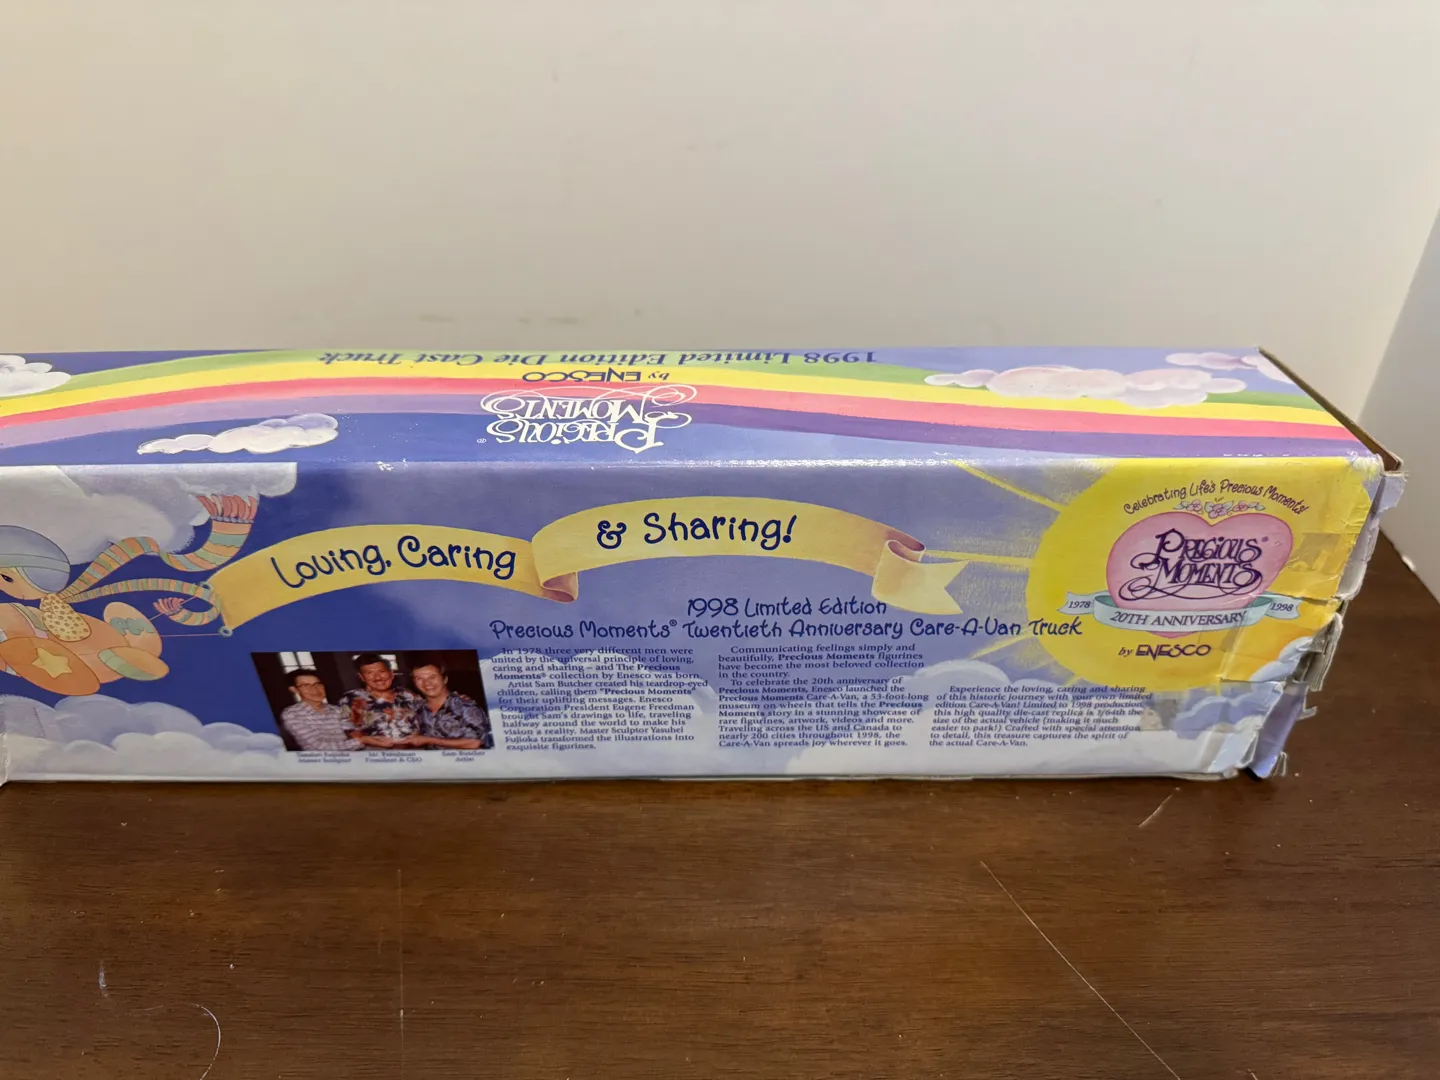 1998 Limited Edition Die Cast Truck
by ENESCO
PRECIOUS
MOMENTS®
Loving, Caring
& Sharing!
Celebrating Life's Precious Moments!
PRECIOUS®
MOMENTS
1978
20TH ANNIVERSARY
1998
by ENESCO
1998 Limited Edition
Precious Moments® Twentieth Anniversary Care-A-Van Truck
In 1978 three very different men were
united by the universal principle of loving,
caring and sharing – and The Precious
Moments® collection by Enesco was born.
Artist Sam Butcher created his teardrop-eyed
children, calling them "Precious Moments"
for their uplifting messages. Enesco
Corporation President Eugene Freedman
brought Sam's drawings to life, traveling
halfway around the world to make his
vision a reality. Master Sculptor Yasuhei
Fujioka transformed the illustrations into
exquisite figurines.
Yasuhei Fujioka
Master Sculptor
Mr. Freedman
President & CEO
Sam Butcher
Artist
Communicating feelings simply and
beautifully, Precious Moments figurines
have become the most beloved collection
in the country.
To celebrate the 20th anniversary of
Precious Moments, Enesco launched the
Precious Moments Care-A-Van, a 53-foot-long
museum on wheels that tells the Precious
Moments story in a stunning showcase of
rare figurines, artwork, videos and more.
Traveling across the US and Canada to
nearly 200 cities throughout 1998, the
Care-A-Van spreads joy wherever it goes.
Experience the loving, caring and sharing
of this historic journey with your own limited
edition Care-A-Van! Limited to 1998 production,
this high quality die-cast replica is 1/64th the
size of the actual vehicle (making it much
easier to park!) Crafted with special attention
to detail, this treasure captures the spirit of
the actual Care-A-Van.